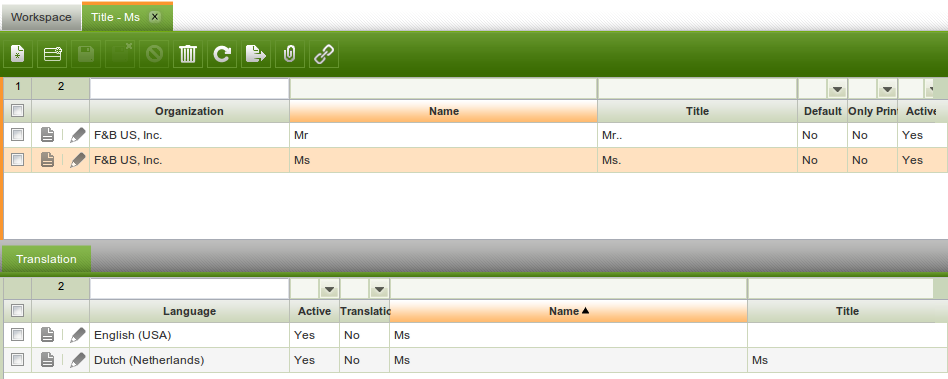 Workspace Title - Ms x
1 2
Organization Name Title Default Only Prin Active
F&B US, Inc. Mr Mr.. No No Yes
F&B US, Inc. Ms Ms. No No Yes
Translation
2
Language Active Translatio Name Title
English (USA) Yes No Ms
Dutch (Netherlands) Yes No Ms Ms